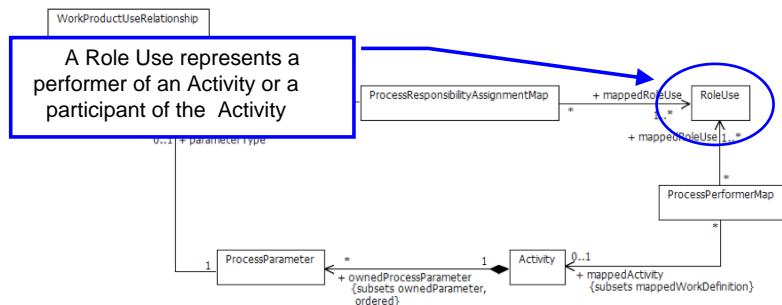 WorkProductUseRelationship
A Role Use represents a
performer of an Activity or a
participant of the Activity
ProcessResponsibilityAssignmentMap
+ mappedRoleUse
RoleUse
*
1..*
+ mappedRoleUse 1..*
0..1 + parameterType
*
ProcessPerformerMap
*
ProcessParameter
*
1
Activity
0..1
1
+ ownedProcessParameter
{subsets ownedParameter,
ordered}
+ mappedActivity
{subsets mappedWorkDefinition}